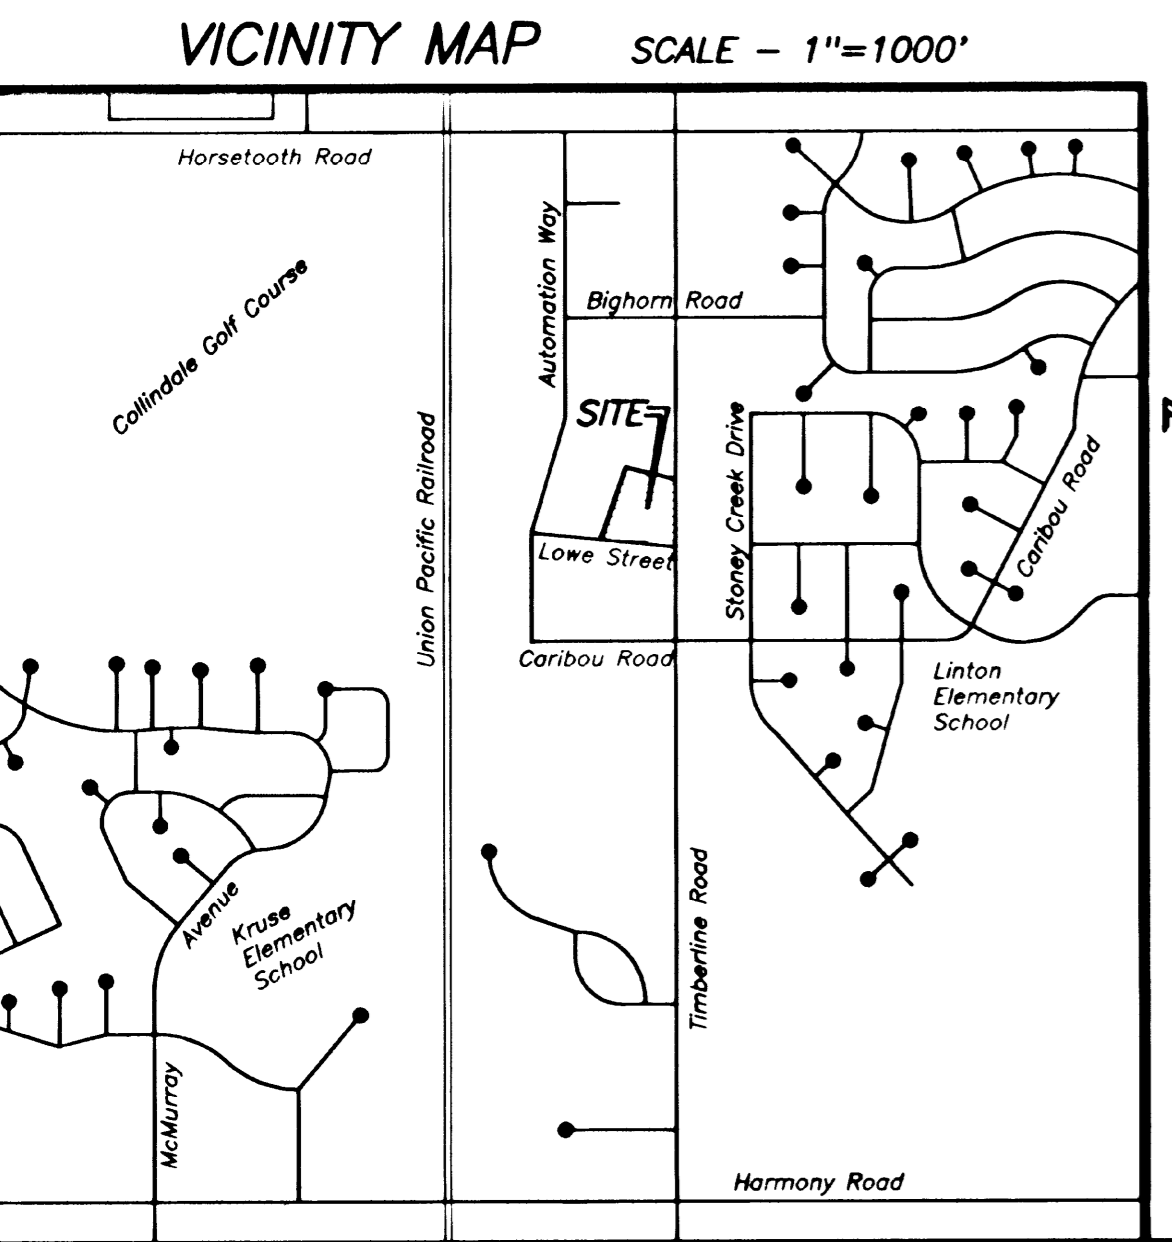 VICINITY MAP
SCALE - 1"=1000'
Horsetooth Road
Collindale Golf Course
Automation Way
Bighorn Road
SITE
Union Pacific Railroad
Stoney Creek Drive
Caribou Road
Lowe Street
Caribou Road
Linton
Elementary
School
Timberline Road
Avenue
Kruse
Elementary
School
McMurray
Harmony Road